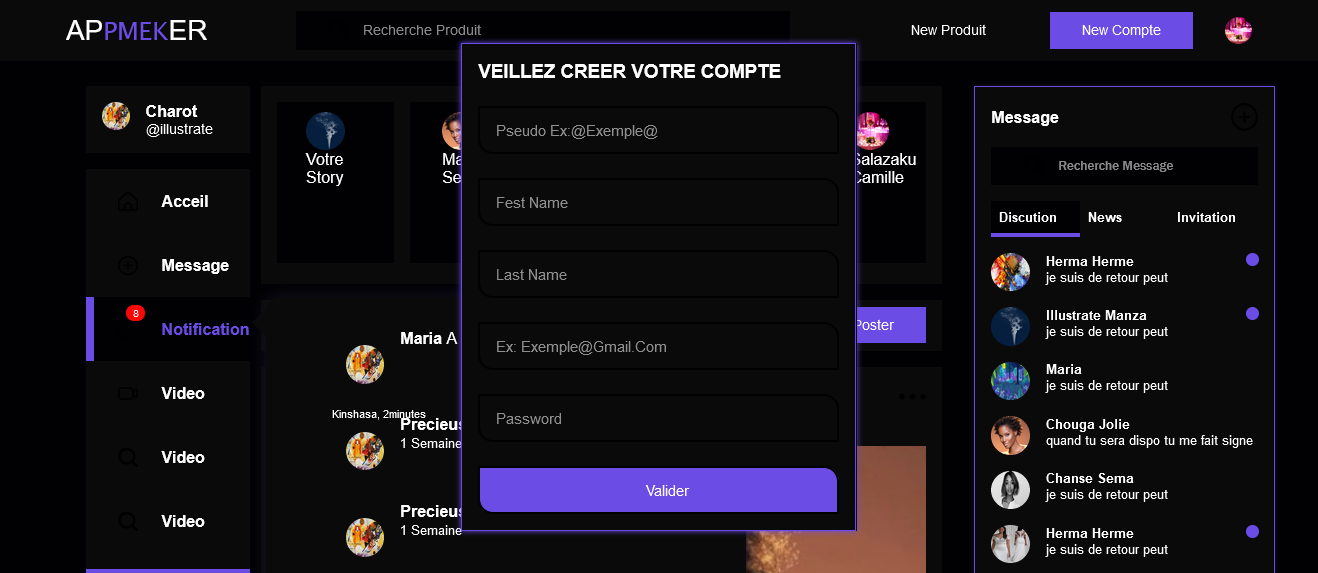 APPMEKER
Recherche Produit
New Produit
New Compte
Charot
@illustrate
Acceil
Message
8
Notification
Video
Video
Video
Votre
Story
Ma
Se
Salazaku
Camille
Maria A
Kinshasa, 2minutes
Precieus
1 Semaine
Precieus
1 Semaine
Poster
VEILLEZ CREER VOTRE COMPTE
Pseudo Ex:@Exemple@
Fest Name
Last Name
Ex: Exemple@Gmail.Com
Password
Valider
Message
Recherche Message
Discution News Invitation
Herma Herme
je suis de retour peut
Illustrate Manza
je suis de retour peut
Maria
je suis de retour peut
Chouga Jolie
quand tu sera dispo tu me fait signe
Chanse Sema
je suis de retour peut
Herma Herme
je suis de retour peut